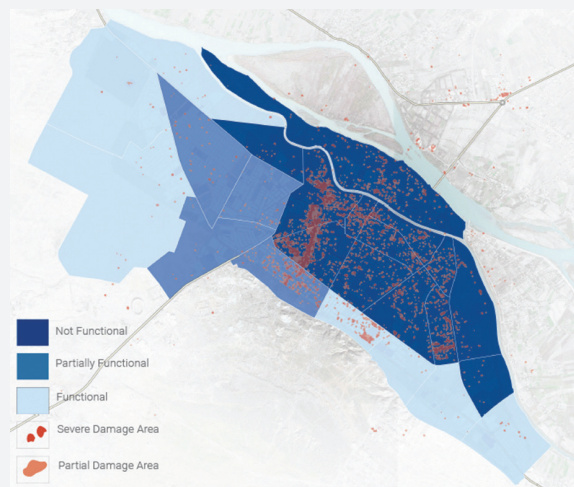 Not Functional
Partially Functional
Functional
Severe Damage Area
Partial Damage Area